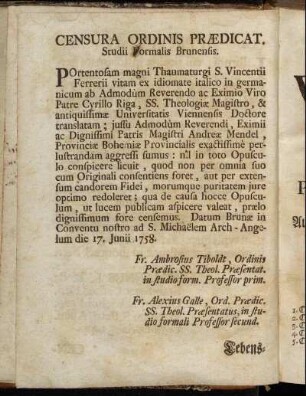 CENSURA ORDINIS PRÆDICAT.
Studii Formalis Brunensis.
POrtentosam magni Thaumaturgi S. Vincentii
Ferrerii vitam ex idiomate italico in germa-
nicum ab Admodùm Reverendo ac Eximio Viro
Patre Cyrillo Riga, SS. Theologiæ Magistro, &
antiquissimæ Universitatis Viennensis Doctore
translatam; jussu Admodùm Reverendi, Eximii
ac Dignissimi Patris Magistri Andreæ Mendel,
Provinciæ Bohemiæ Provincialis exactissimè per-
lustrandam aggressi sumus: nîl in toto Opuscu-
lo conspicere licuit, quod non per omnia suo
cum Originali consentiens foret, aut per exten-
sum candorem Fidei, morumque puritatem jure
optimo redoleret; qua de causa hocce Opuscu-
lum, ut lucem publicam aspicere valeat, prælo
dignissimum fore censemus. Datum Brunæ in
Conventu nostro ad S. Michaëlem Arch-Ange-
lum die 17. Junii 1758.
Fr. Ambrosius Tiboldt, Ordinis
Prædic. SS. Theol. Præsentat.
in studio form. Professor prim.
Fr. Alexius Galle, Ord. Prædic.
SS. Theol. Præsentatus, in stu-
dio formali Professor secund.
Lebens-